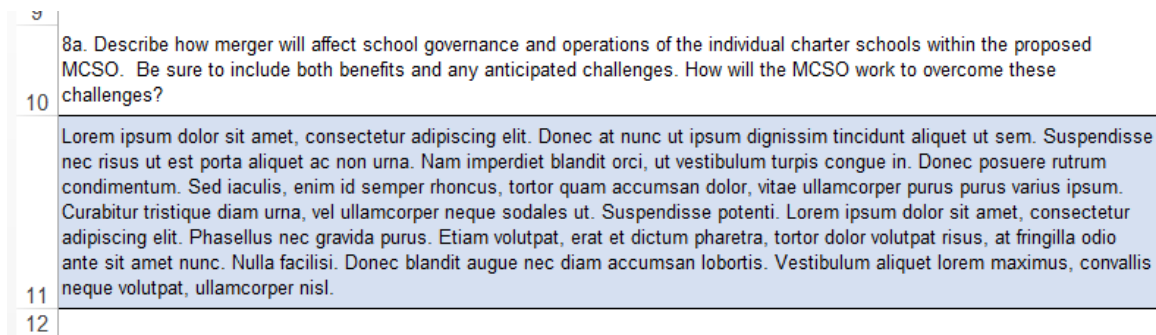 9
8a. Describe how merger will affect school governance and operations of the individual charter schools within the proposed
MCSO.  Be sure to include both benefits and any anticipated challenges. How will the MCSO work to overcome these
10 challenges?
Lorem ipsum dolor sit amet, consectetur adipiscing elit. Donec at nunc ut ipsum dignissim tincidunt aliquet ut sem. Suspendisse
nec risus ut est porta aliquet ac non urna. Nam imperdiet blandit orci, ut vestibulum turpis congue in. Donec posuere rutrum
condimentum. Sed iaculis, enim id semper rhoncus, tortor quam accumsan dolor, vitae ullamcorper purus purus varius ipsum.
Curabitur tristique diam urna, vel ullamcorper neque sodales ut. Suspendisse potenti. Lorem ipsum dolor sit amet, consectetur
adipiscing elit. Phasellus nec gravida purus. Etiam volutpat, erat et dictum pharetra, tortor dolor volutpat risus, at fringilla odio
ante sit amet nunc. Nulla facilisi. Donec blandit augue nec diam accumsan lobortis. Vestibulum aliquet lorem maximus, convallis
11 neque volutpat, ullamcorper nisl.
12